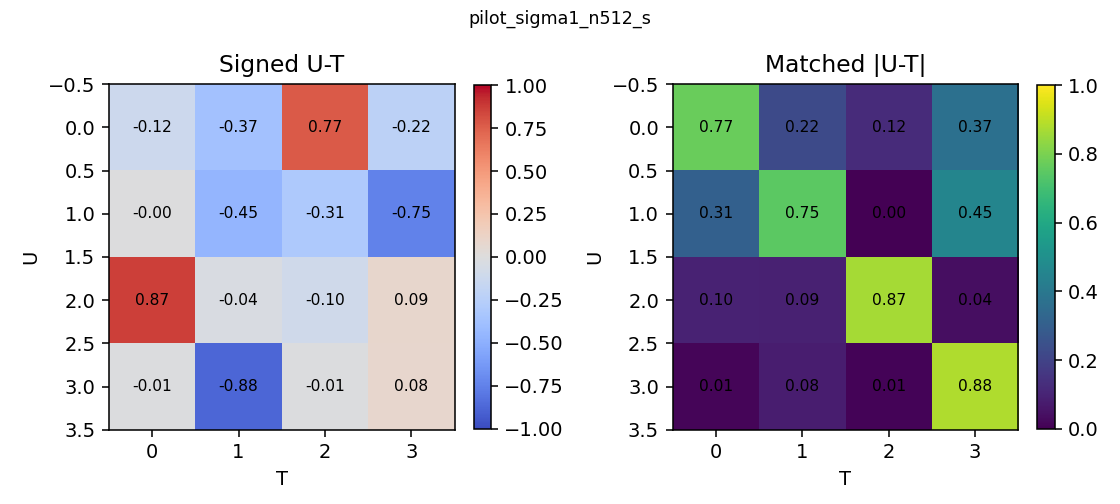 pilot_sigma1_n512_s
Signed U-T
−0.5
0.0
0.5
1.0
1.5
2.0
2.5
3.0
3.5
U
-0.12 -0.37 0.77 -0.22
-0.00 -0.45 -0.31 -0.75
0.87 -0.04 -0.10 0.09
-0.01 -0.88 -0.01 0.08
0 1 2 3
T
1.00
0.75
0.50
0.25
0.00
−0.25
−0.50
−0.75
−1.00
Matched |U-T|
−0.5
0.0
0.5
1.0
1.5
2.0
2.5
3.0
3.5
U
0.77 0.22 0.12 0.37
0.31 0.75 0.00 0.45
0.10 0.09 0.87 0.04
0.01 0.08 0.01 0.88
0 1 2 3
T
1.0
0.8
0.6
0.4
0.2
0.0